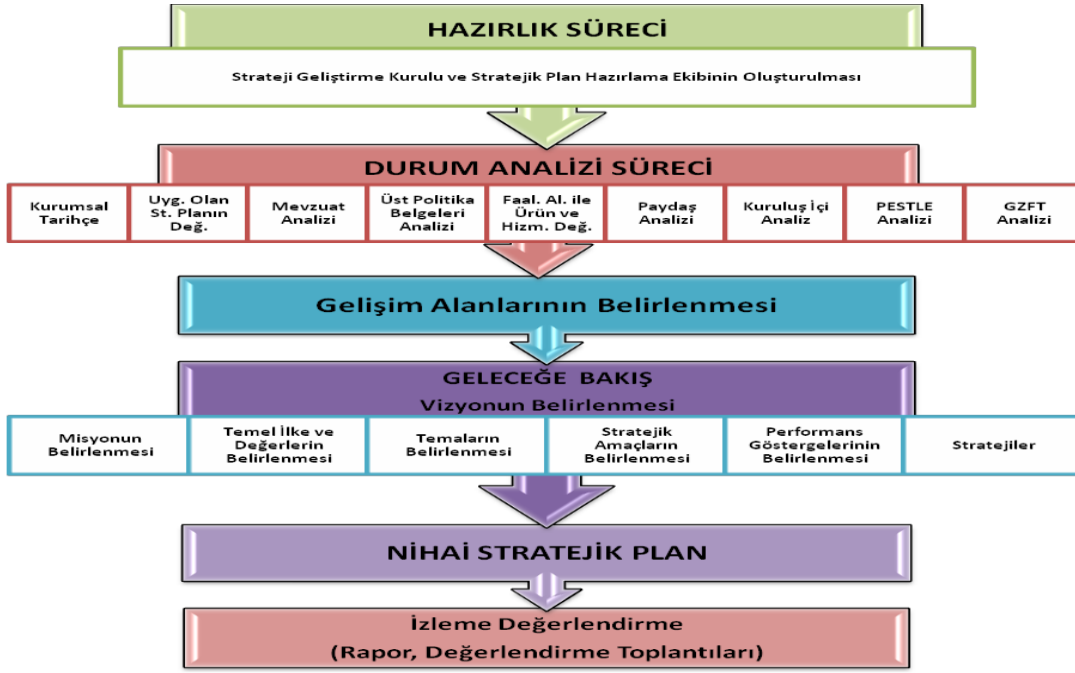 HAZIRLIK SÜRECİ
Strateji Geliştirme Kurulu ve Stratejik Plan Hazırlama Ekibinin Oluşturulması
DURUM ANALİZİ SÜRECİ
Kurumsal
Tarihçe
Uyg. Olan
St. Planın
Değ.
Mevzuat
Analizi
Üst Politika
Belgeleri
Analizi
Faal. Al. ile
Ürün ve
Hizm. Değ.
Paydaş
Analizi
Kuruluş İçi
Analiz
PESTLE
Analizi
GZFT
Analizi
Gelişim Alanlarının Belirlenmesi
GELECEĞE BAKIŞ
Vizyonun Belirlenmesi
Misyonun
Belirlenmesi
Temel İlke ve
Değerlerin
Belirlenmesi
Temaların
Belirlenmesi
Stratejik
Amaçların
Belirlenmesi
Performans
Göstergelerinin
Belirlenmesi
Stratejiler
NİHAİ STRATEJİK PLAN
İzleme Değerlendirme
(Rapor, Değerlendirme Toplantıları)